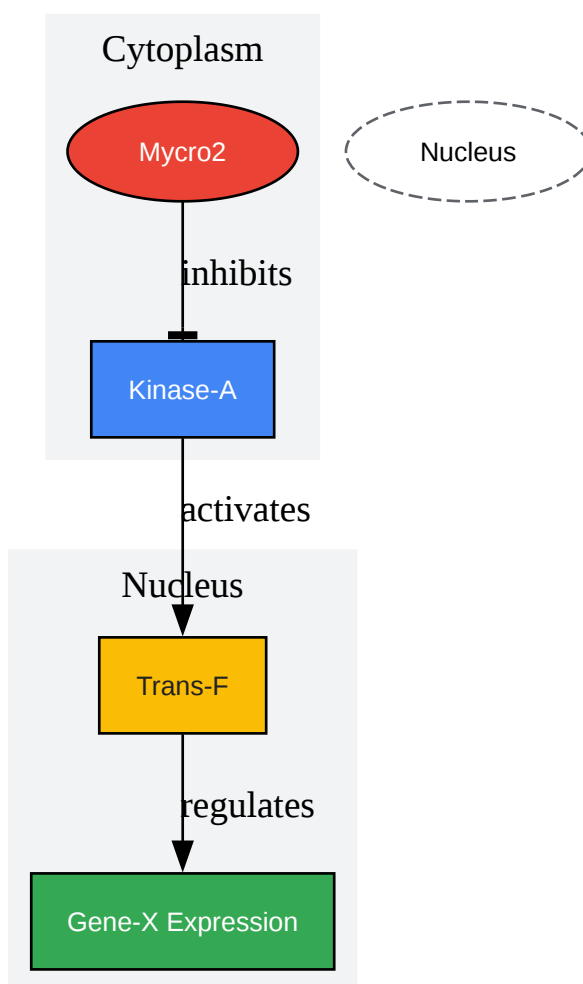 Cytoplasm
Mycro2
Nucleus
inhibits
Kinase-A
activates
Nucleus
Trans-F
regulates
Gene-X Expression